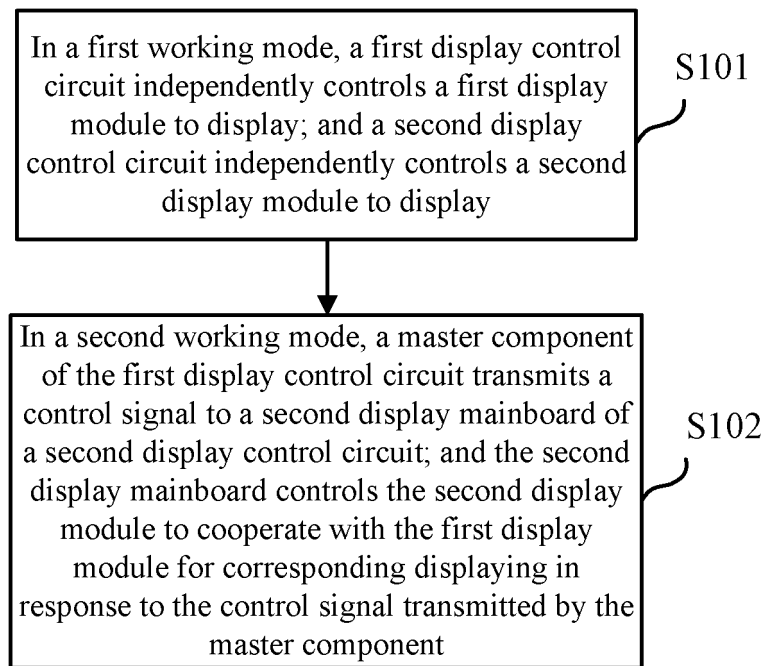 In a first working mode, a first display control
circuit independently controls a first display
module to display; and a second display
control circuit independently controls a second
display module to display
S101
In a second working mode, a master component
of the first display control circuit transmits a
control signal to a second display mainboard of
a second display control circuit; and the second
display mainboard controls the second display
module to cooperate with the first display
module for corresponding displaying in
response to the control signal transmitted by the
master component
S102